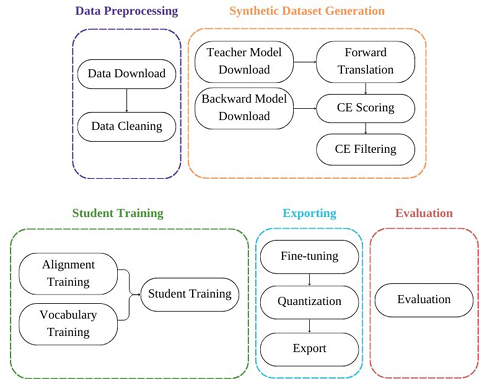 Data Preprocessing
Data Download
Data Cleaning
Synthetic Dataset Generation
Teacher Model
Download
Forward
Translation
Backward Model
Download
CE Scoring
CE Filtering
Student Training
Alignment
Training
Vocabulary
Training
Student Training
Exporting
Fine-tuning
Quantization
Export
Evaluation
Evaluation